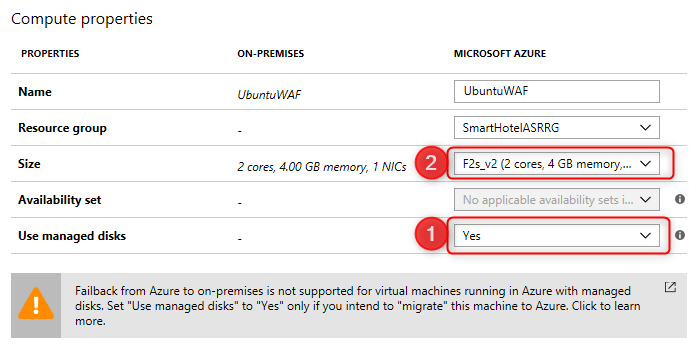 Compute properties
PROPERTIES ON-PREMISES MICROSOFT AZURE
Name UbuntuWAF UbuntuWAF
Resource group - SmartHotelASRRG
Size 2 cores, 4.00 GB memory, 1 NICs 2 F2s_v2 (2 cores, 4 GB memory,...
Availability set - No applicable availability sets i...
Use managed disks - 1 Yes
Failback from Azure to on-premises is not supported for virtual machines running in Azure with managed
disks. Set "Use managed disks" to "Yes" only if you intend to "migrate" this machine to Azure. Click to learn
more.